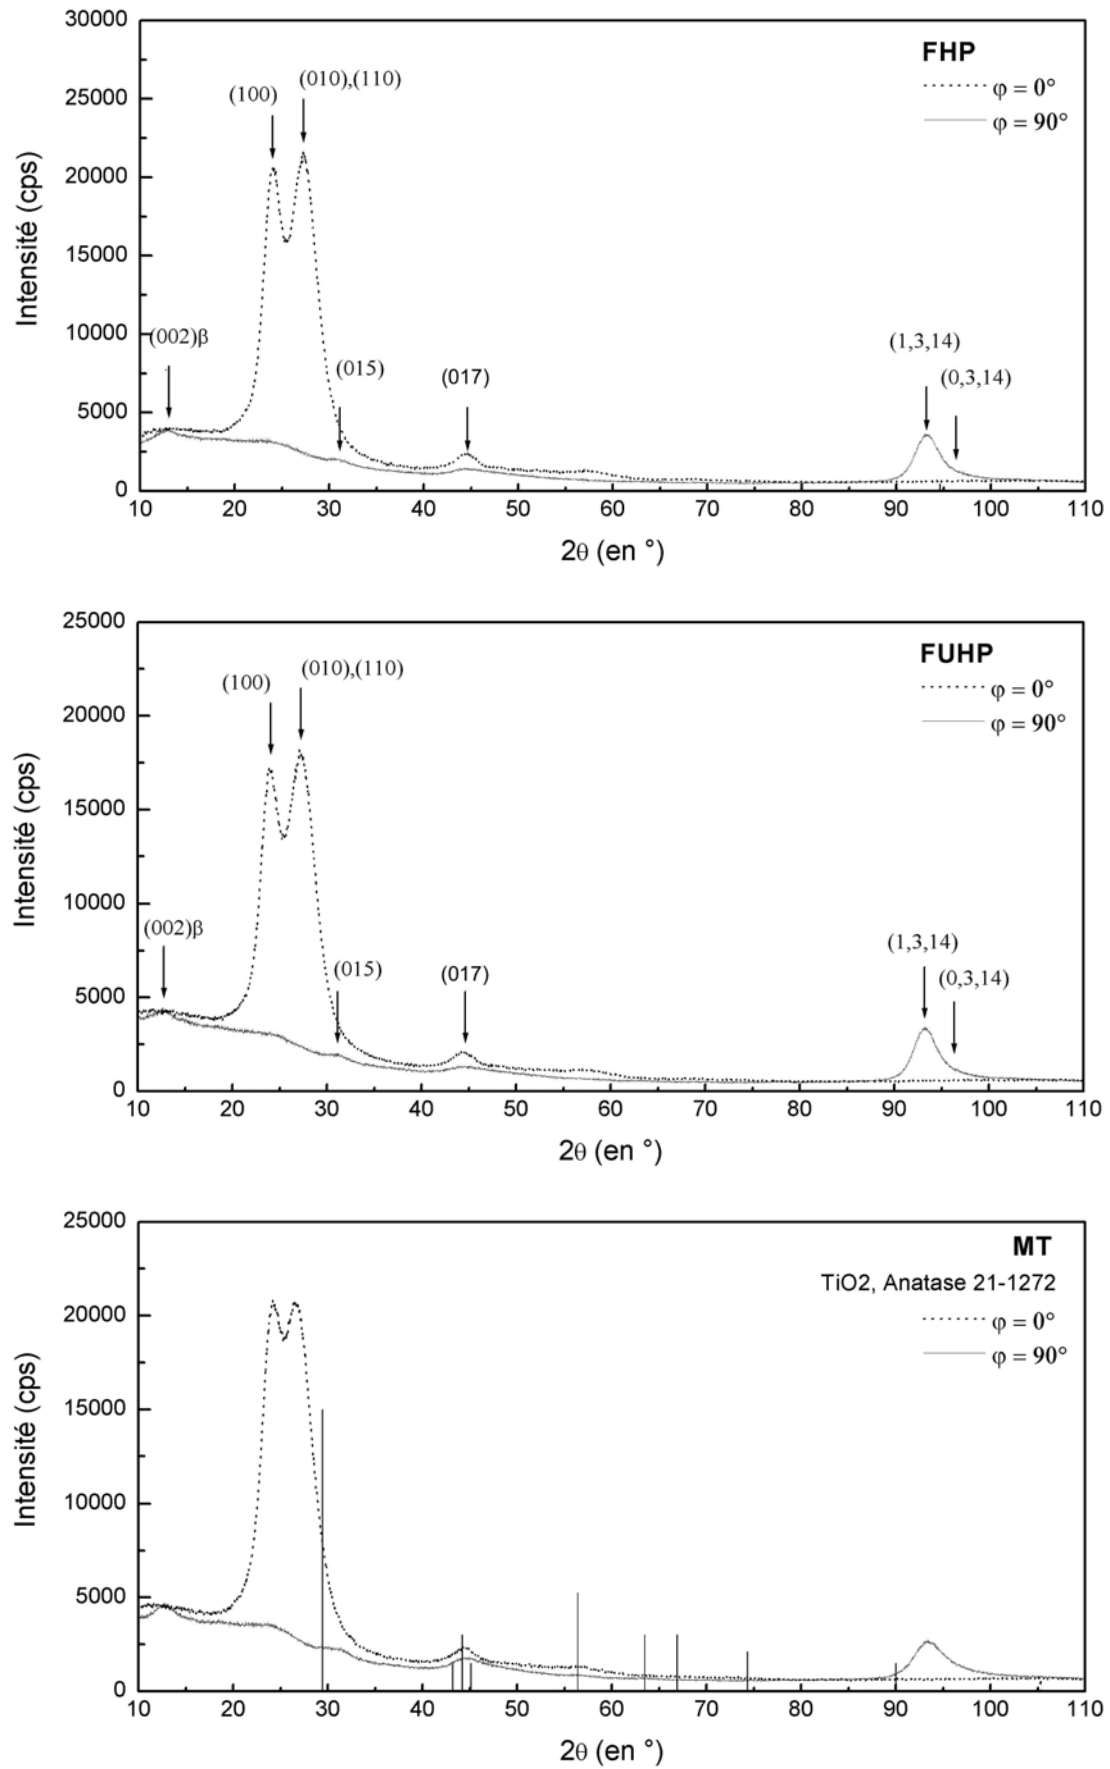 30000
25000
20000
15000
10000
5000
0
Intensité (cps)
FHP
φ = 0°
φ = 90°
(100)
(010),(110)
(002)β
(015)
(017)
(1,3,14)
(0,3,14)
10 20 30 40 50 60 70 80 90 100 110
2θ (en °)
25000
20000
15000
10000
5000
0
Intensité (cps)
FUHP
φ = 0°
φ = 90°
(100)
(010),(110)
(002)β
(015)
(017)
(1,3,14)
(0,3,14)
10 20 30 40 50 60 70 80 90 100 110
2θ (en °)
25000
20000
15000
10000
5000
0
Intensité (cps)
MT
TiO2, Anatase 21-1272
φ = 0°
φ = 90°
10 20 30 40 50 60 70 80 90 100 110
2θ (en °)